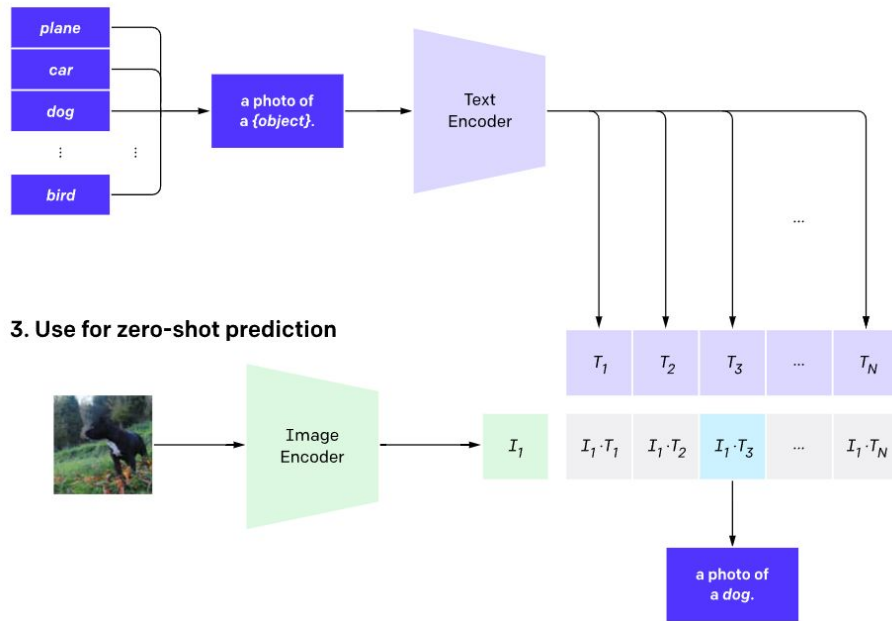 plane
car
dog
⋮ ⋮
bird
a photo of
a {object}.
Text
Encoder
...
3. Use for zero-shot prediction
T1 T2 T3 ... TN
Image
Encoder
I1
I1·T1 I1·T2 I1·T3 ... I1·TN
a photo of
a dog.